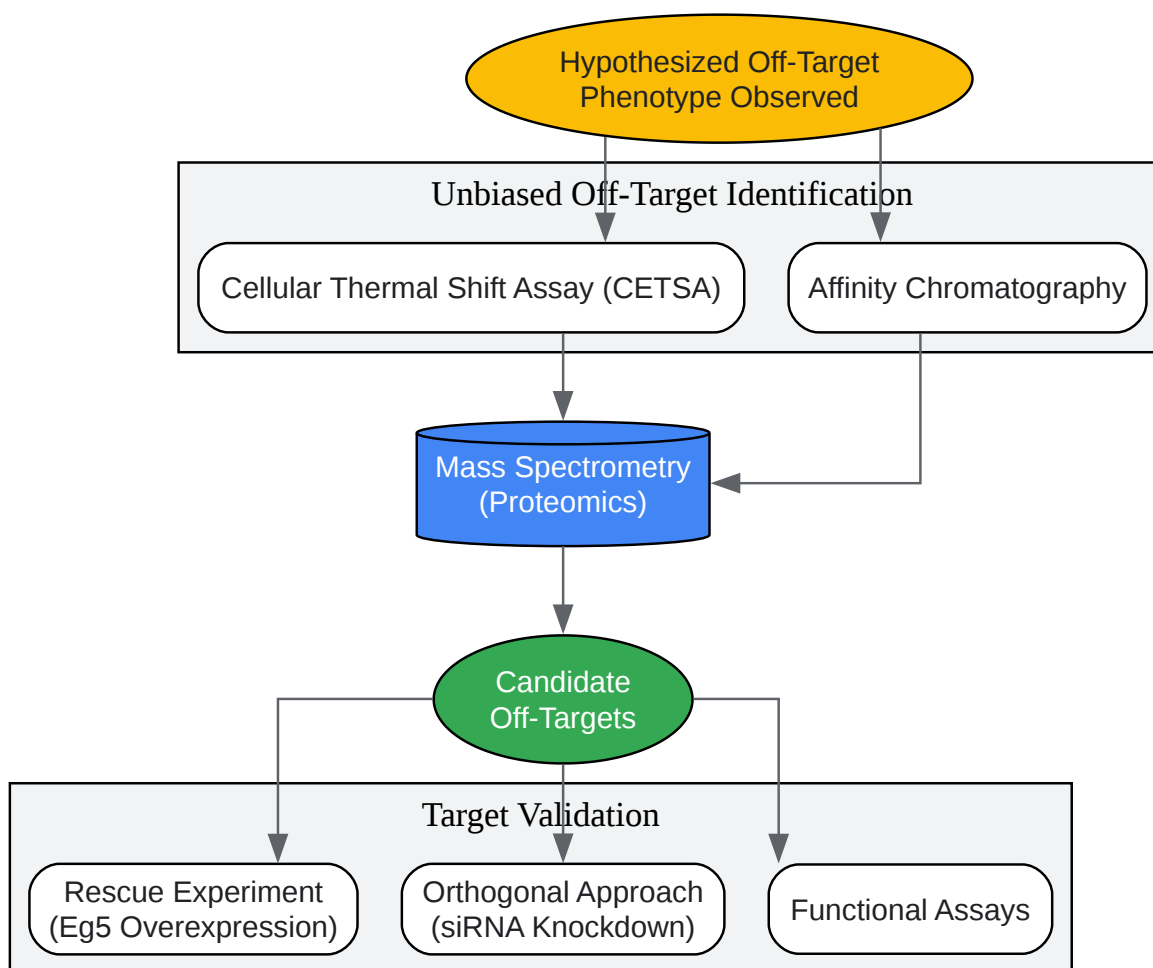 Hypothesized Off-Target
Phenotype Observed
Unbiased Off-Target Identification
Cellular Thermal Shift Assay (CETSA)
Affinity Chromatography
Mass Spectrometry
(Proteomics)
Candidate
Off-Targets
Target Validation
Rescue Experiment
(Eg5 Overexpression)
Orthogonal Approach
(siRNA Knockdown)
Functional Assays